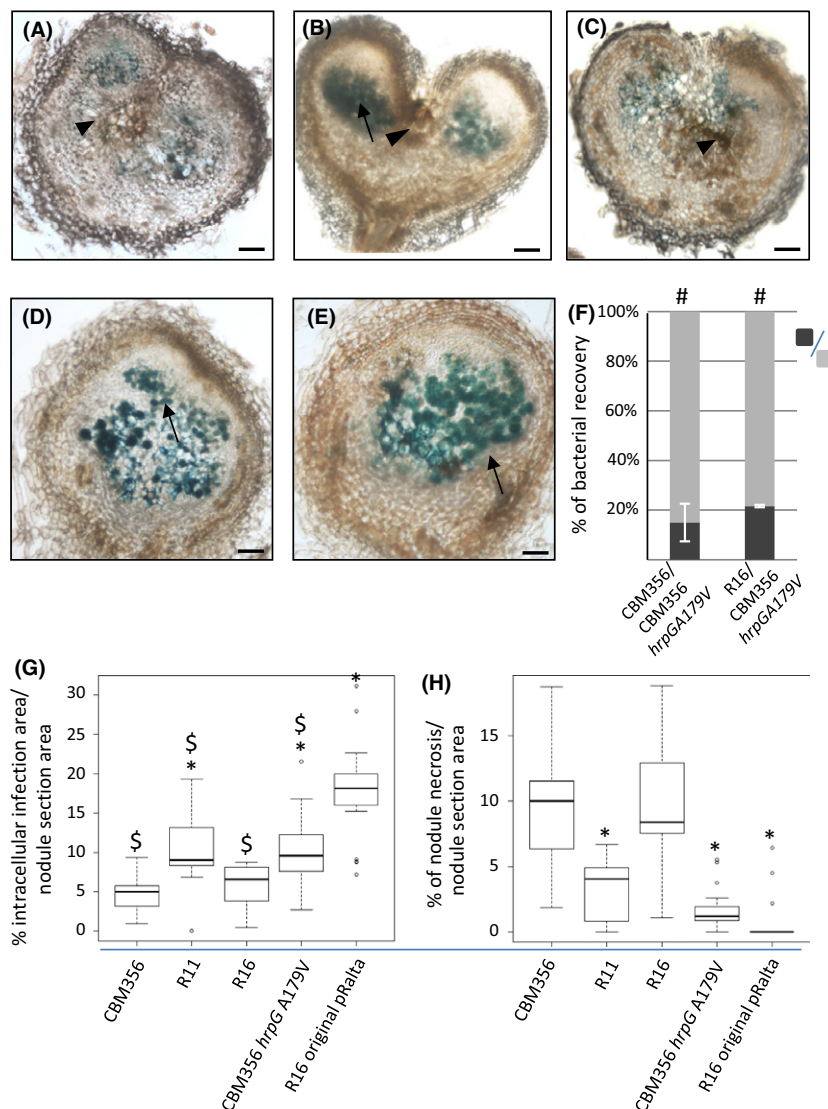 (A)
(B)
(C)
(D)
(E)
(F)
% of bacterial recovery
100%
80%
60%
40%
20%
# #
CBM356/
CBM356
hrpGA179V
R16/
CBM356
hrpGA179V
(G)
% intracellular infection area/
nodule section area
30
25
20
15
10
5
0
$
$
*
$
$
*
*
CBM356
R11
R16
CBM356 hrpG A179V
R16 original pRalta
(H)
% of nodule necrosis/
nodule section area
15
10
5
0
*
*
*
CBM356
R11
R16
CBM356 hrpG A179V
R16 original pRalta